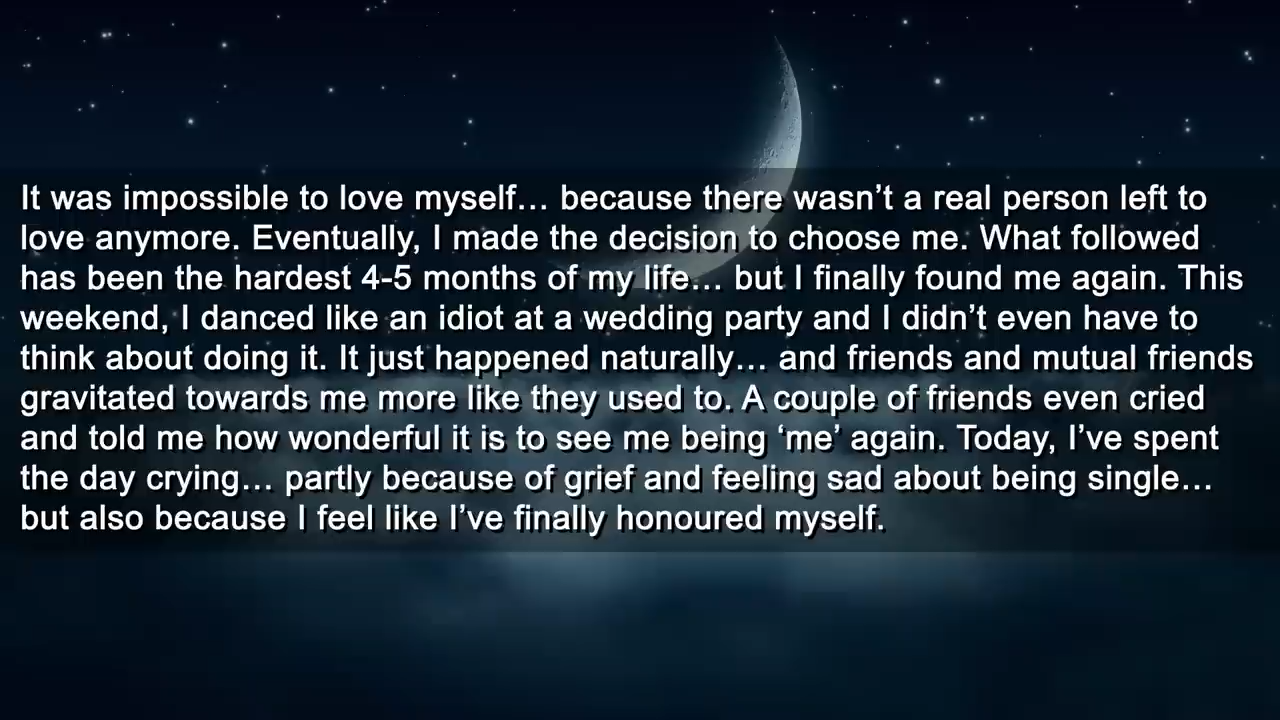 It was impossible to love myself… because there wasn’t a real person left to
love anymore. Eventually, I made the decision to choose me. What followed
has been the hardest 4-5 months of my life… but I finally found me again. This
weekend, I danced like an idiot at a wedding party and I didn’t even have to
think about doing it. It just happened naturally… and friends and mutual friends
gravitated towards me more like they used to. A couple of friends even cried
and told me how wonderful it is to see me being ‘me’ again. Today, I’ve spent
the day crying… partly because of grief and feeling sad about being single…
but also because I feel like I’ve finally honoured myself.